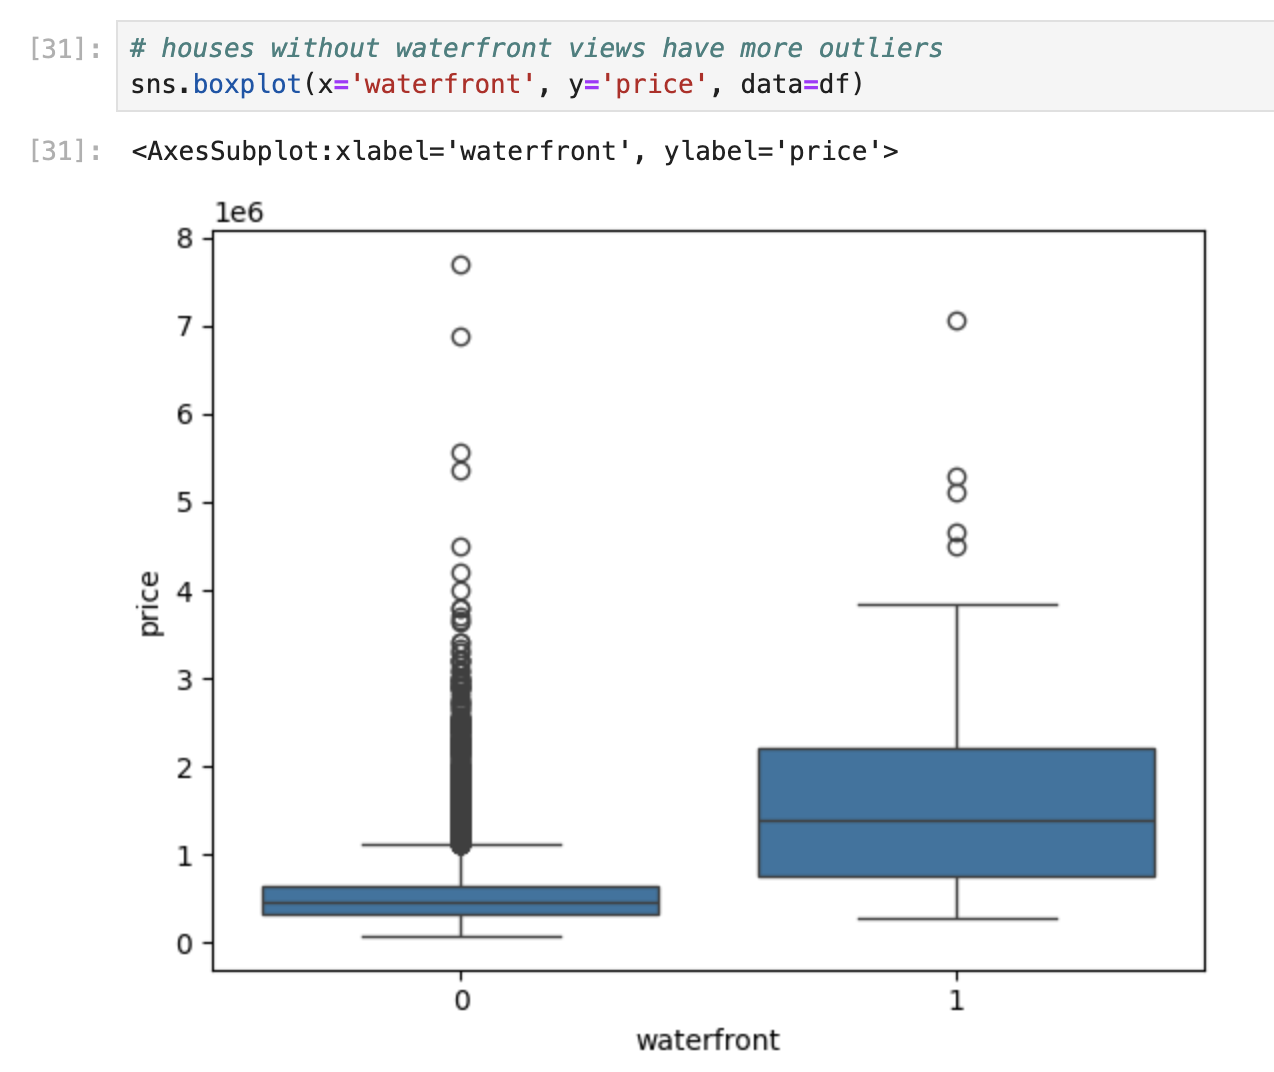 [31]: # houses without waterfront views have more outliers
sns.boxplot(x='waterfront', y='price', data=df)
[31]: <AxesSubplot:xlabel='waterfront', ylabel='price'>
1e6
8
7
6
5
4
3
2
1
0
price
0 1
waterfront